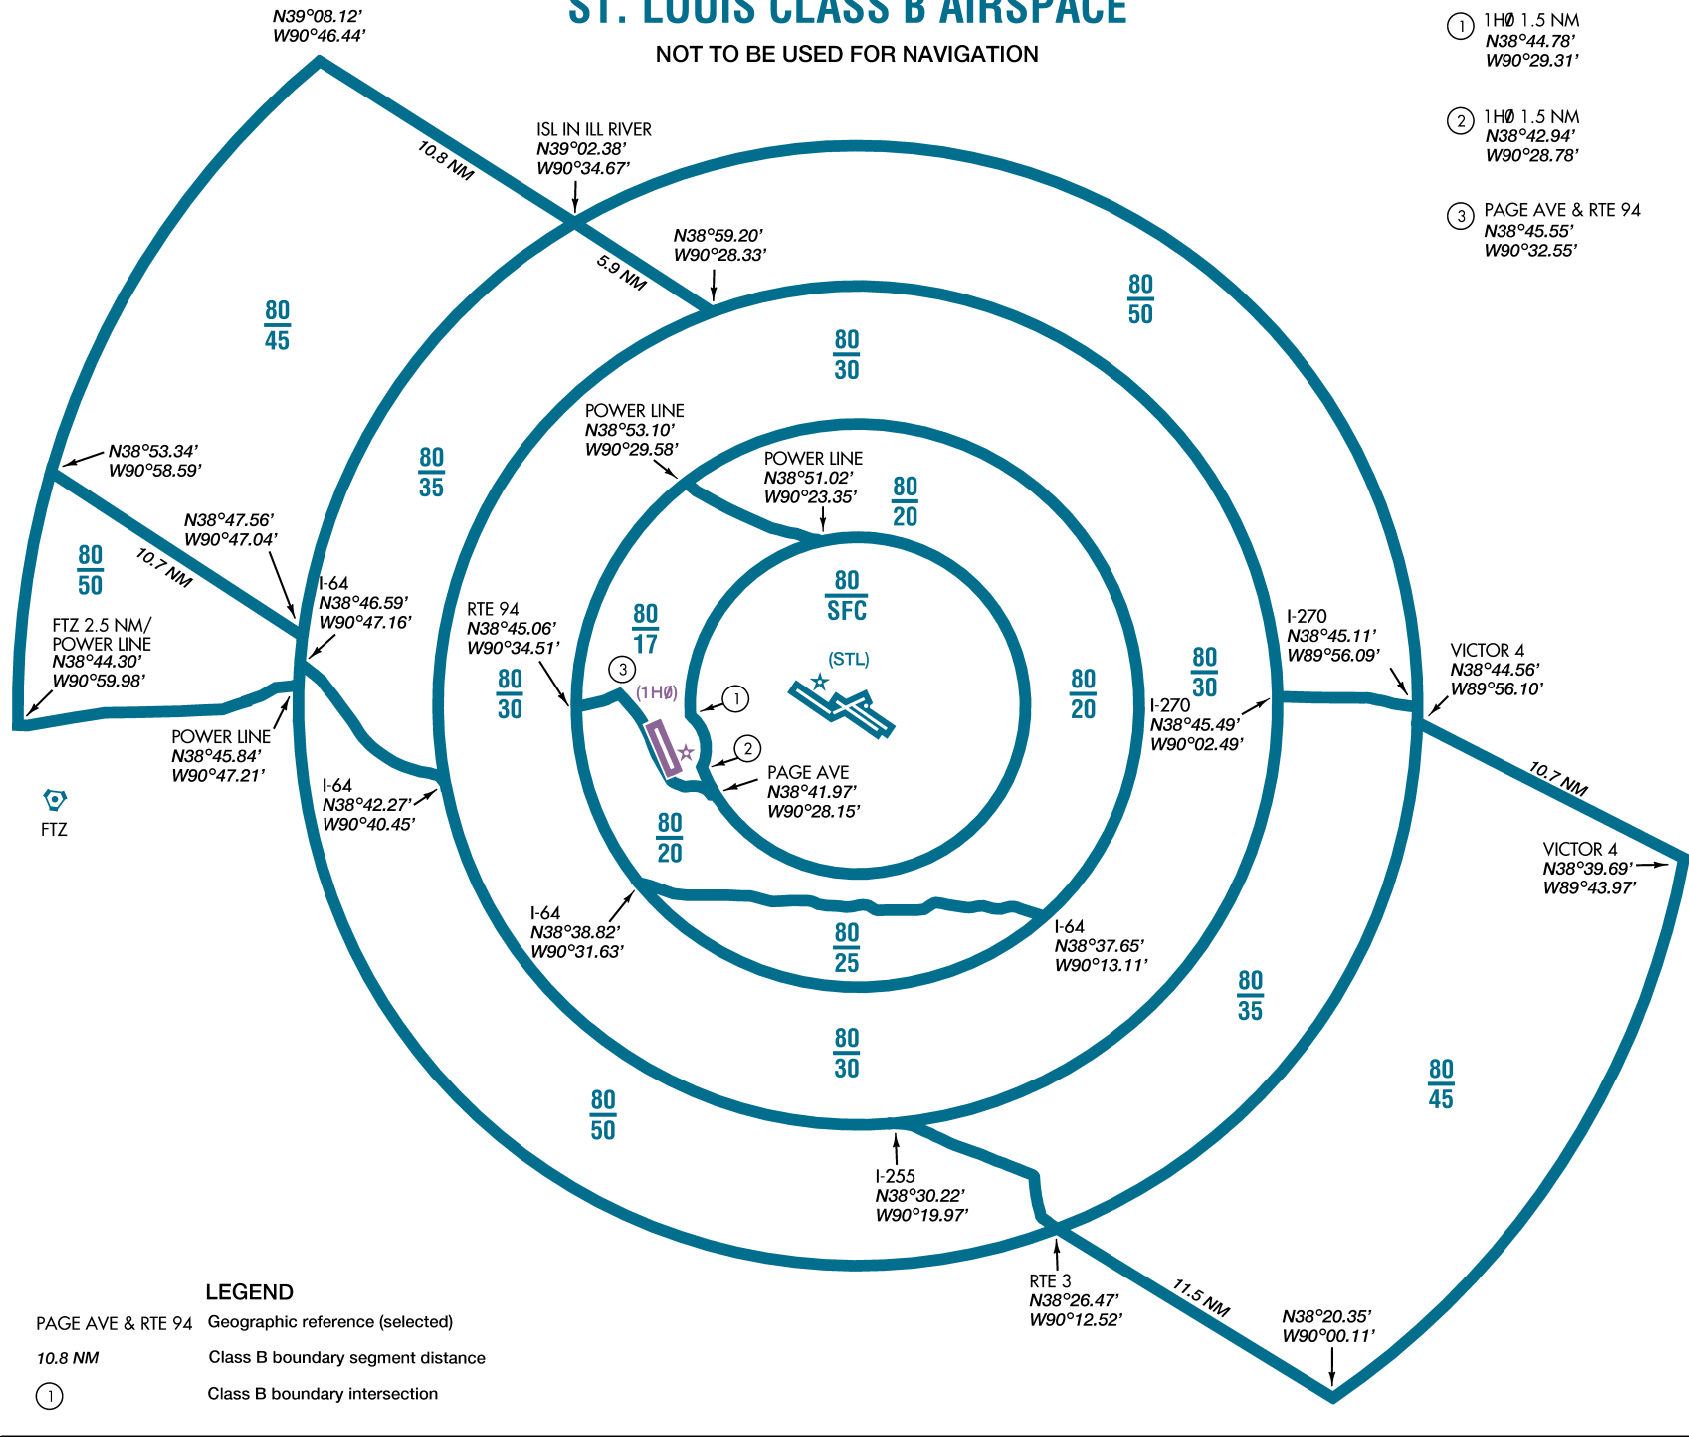 ST. LOUIS CLASS B AIRSPACE
NOT TO BE USED FOR NAVIGATION
N39°08.12’
W90°46.44’
1
1HØ 1.5 NM
N38°44.78’
W90°29.31’
2
1HØ 1.5 NM
N38°42.94’
W90°28.78’
3
PAGE AVE & RTE 94
N38°45.55’
W90°32.55’
10.8 NM
ISL IN ILL RIVER
N39°02.38’
W90°34.67’
5.9 NM
N38°59.20’
W90°28.33’
80
45
80
50
80
30
80
35
POWER LINE
N38°53.10’
W90°29.58’
POWER LINE
N38°51.02’
W90°23.35’
80
20
N38°53.34’
W90°58.59’
N38°47.56’
W90°47.04’
10.7 NM
80
50
I-64
N38°46.59’
W90°47.16’
80
SFC
FTZ 2.5 NM/
POWER LINE
N38°44.30’
W90°59.98’
RTE 94
N38°45.06’
W90°34.51’
80
17
3
(1HØ)
(STL)
1
2
80
30
80
20
80
30
I-270
N38°45.11’
W89°56.09’
VICTOR 4
N38°44.56’
W89°56.10’
I-270
N38°45.49’
W90°02.49’
POWER LINE
N38°45.84’
W90°47.21’
PAGE AVE
N38°41.97’
W90°28.15’
I-64
N38°42.27’
W90°40.45’
FTZ
80
20
10.7 NM
VICTOR 4
N38°39.69’
W89°43.97’
I-64
N38°38.82’
W90°31.63’
80
25
I-64
N38°37.65’
W90°13.11’
80
35
80
30
80
45
80
50
I-255
N38°30.22’
W90°19.97’
RTE 3
N38°26.47’
W90°12.52’
11.5 NM
N38°20.35’
W90°00.11’
LEGEND
PAGE AVE & RTE 94 Geographic reference (selected)
10.8 NM Class B boundary segment distance
1 Class B boundary intersection